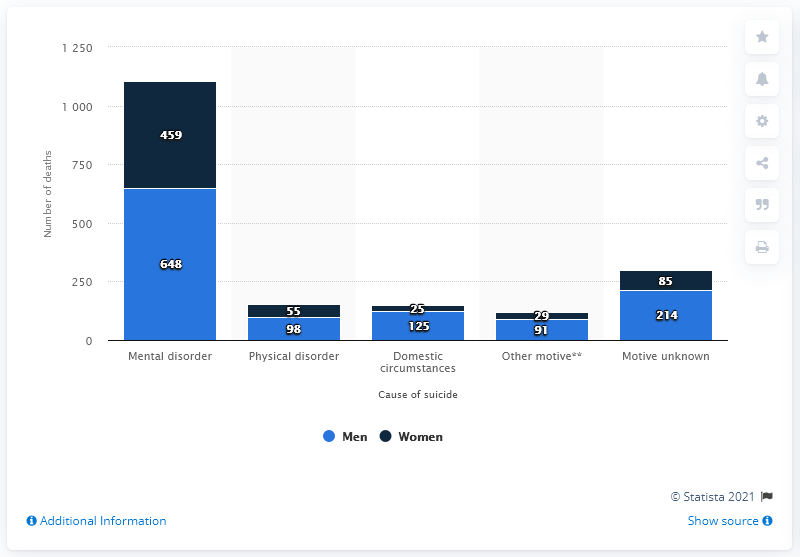 1 250
1 000
750
500
250
0
Number of deaths
459
648
55
98
25
125
29
91
85
214
Mental disorder
Physical disorder
Domestic
circumstances
Other motive**
Motive unknown
Cause of suicide
Men
Women
© Statista 2021
Additional Information
Show source